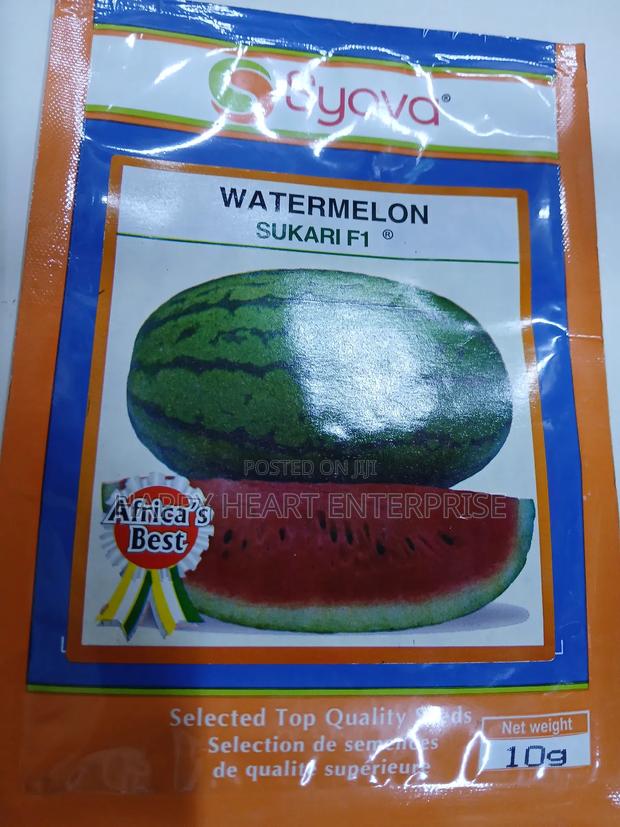 Syova®
WATERMELON
SUKARI F1 ®
POSTED ON JIJI
HAPPY HEART ENTERPRISE
Africa's
Best
Selected Top Quality Seeds
Selection de semences
de qualité supérieure
Net weight
10g